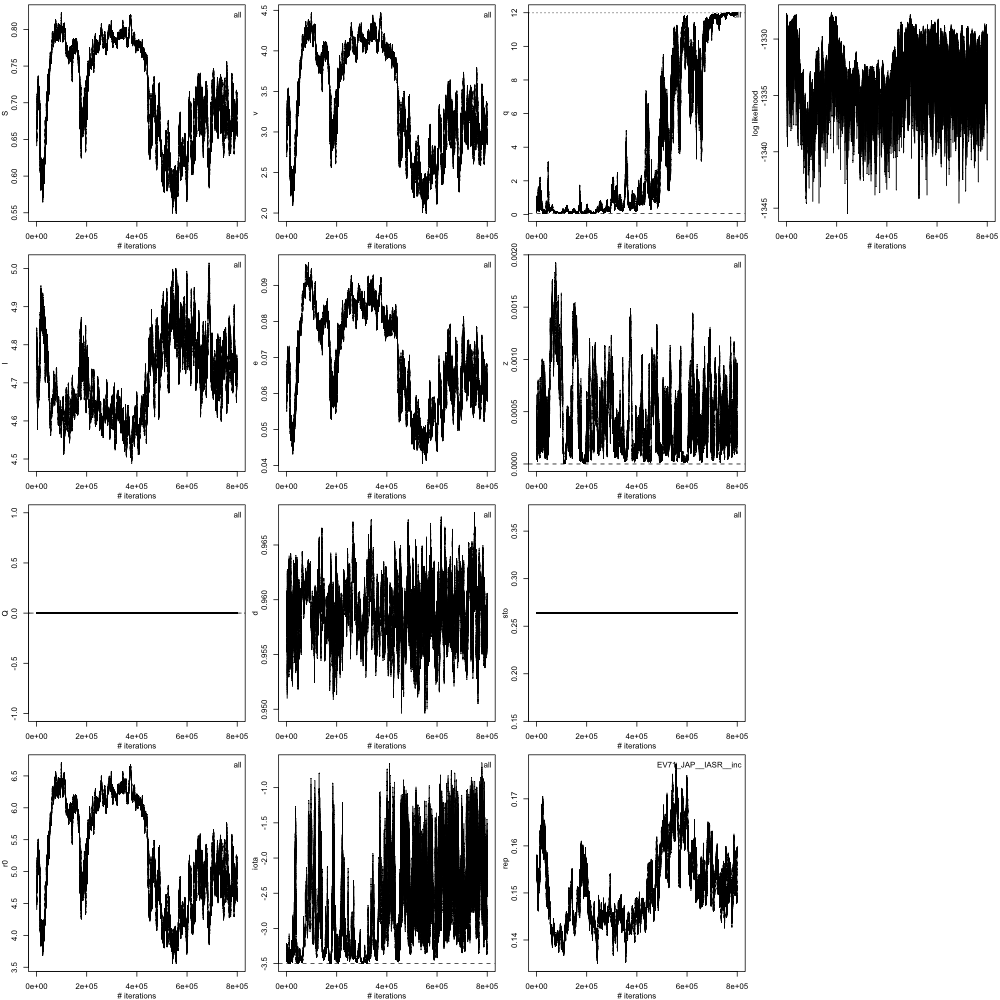 all
S
0.55 0.60 0.65 0.70 0.75 0.80
0e+00 2e+05 4e+05 6e+05 8e+05
# iterations
all
v
2.0 2.5 3.0 3.5 4.0 4.5
0e+00 2e+05 4e+05 6e+05 8e+05
# iterations
all
q
0 2 4 6 8 10 12
0e+00 2e+05 4e+05 6e+05 8e+05
# iterations
log likelihood
-1345 -1340 -1335 -1330
0e+00 2e+05 4e+05 6e+05 8e+05
# iterations
all
4.5 4.6 4.7 4.8 4.9 5.0
0e+00 2e+05 4e+05 6e+05 8e+05
# iterations
all
e
0.04 0.05 0.06 0.07 0.08 0.09
0e+00 2e+05 4e+05 6e+05 8e+05
# iterations
all
z
0.0000 0.0005 0.0010 0.0015 0.0020
0e+00 2e+05 4e+05 6e+05 8e+05
# iterations
all
Q
-1.0 -0.5 0.0 0.5 1.0
0e+00 2e+05 4e+05 6e+05 8e+05
# iterations
all
d
0.950 0.955 0.960 0.965
0e+00 2e+05 4e+05 6e+05 8e+05
# iterations
all
sto
0.15 0.20 0.25 0.30 0.35
0e+00 2e+05 4e+05 6e+05 8e+05
# iterations
all
r0
3.5 4.0 4.5 5.0 5.5 6.0 6.5
0e+00 2e+05 4e+05 6e+05 8e+05
# iterations
all
iota
-3.5 -3.0 -2.5 -2.0 -1.5 -1.0
0e+00 2e+05 4e+05 6e+05 8e+05
# iterations
EV71_JAP__IASR__inc
rep
0.14 0.15 0.16 0.17
0e+00 2e+05 4e+05 6e+05 8e+05
# iterations